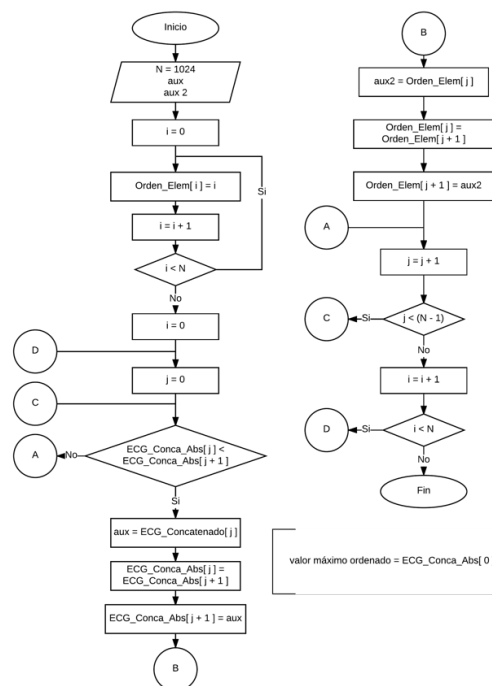 Inicio
N = 1024
aux
aux 2
i = 0
Orden_Elem[ i ] = i
Si
i = i + 1
i < N
No
i = 0
D
j = 0
C
ECG_Conca_Abs[ j ] <
ECG_Conca_Abs[ j + 1 ]
No
A
Si
aux = ECG_Concatenado[ j ]
ECG_Conca_Abs[ j ] =
ECG_Conca_Abs[ j + 1 ]
ECG_Conca_Abs[ j + 1 ] = aux
B
B
aux2 = Orden_Elem[ j ]
Orden_Elem[ j ] =
Orden_Elem[ j + 1 ]
Orden_Elem[ j + 1 ] = aux2
A
j = j + 1
j < (N - 1)
Si
C
No
i = i + 1
i < N
Si
D
No
Fin
valor máximo ordenado = ECG_Conca_Abs[ 0